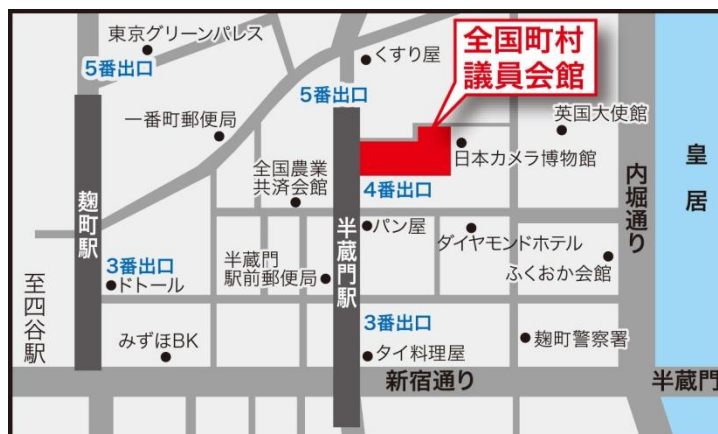 東京グリーンパレス
5番出口
一番町郵便局
くすり屋
5番出口
全国町村
議員会館
英国大使館
日本カメラ博物館
4番出口
全国農業
共済会館
麹町駅
半蔵門駅
内堀通り
皇居
パン屋
ダイヤモンドホテル
ふくおか会館
3番出口
ドトール
半蔵門
駅前郵便局
至四谷駅
みずほBK
3番出口
タイ料理屋
麹町警察署
新宿通り
半蔵門